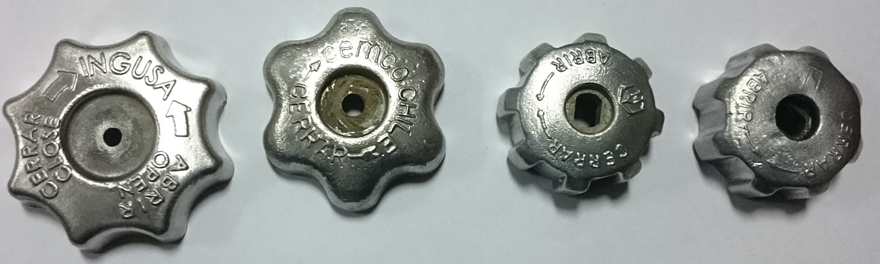 INGUSA
CERRAR
CLOSE
ABRIR
OPEN
cemco-CHILE
CERRAR
ABRIR
CERRAR
ABRIR
CERRAR